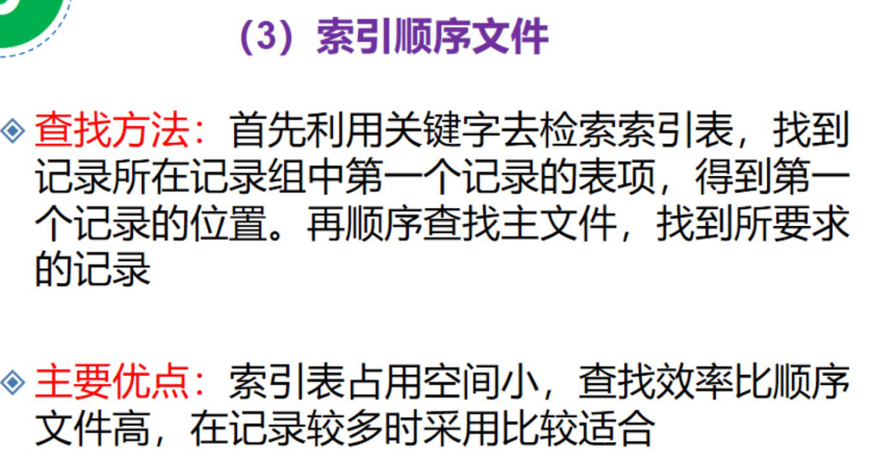 （3）索引顺序文件
查找方法：首先利用关键字去检索索引表，找到
记录所在记录组中第一个记录的表项，得到第一
个记录的位置。再顺序查找主文件，找到所要求
的记录
主要优点：索引表占用空间小，查找效率比顺序
文件高，在记录较多时采用比较适合